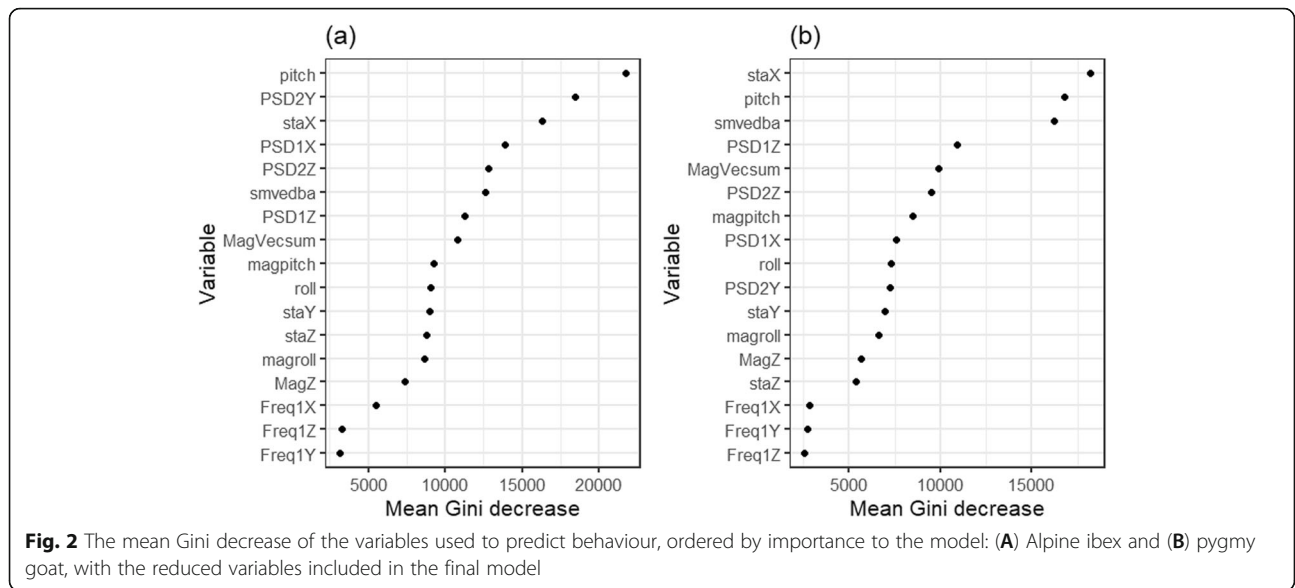 (a)
Variable
pitch
PSD2Y
staX
PSD1X
PSD2Z
smvedba
PSD1Z
MagVecsum
magpitch
roll
staY
staZ
magroll
MagZ
Freq1X
Freq1Z
Freq1Y
5000 10000 15000 20000
Mean Gini decrease
(b)
Variable
staX
pitch
smvedba
PSD1Z
MagVecsum
PSD2Z
magpitch
PSD1X
roll
PSD2Y
staY
magroll
MagZ
staZ
Freq1X
Freq1Y
Freq1Z
5000 10000 15000
Mean Gini decrease
Fig. 2 The mean Gini decrease of the variables used to predict behaviour, ordered by importance to the model: (A) Alpine ibex and (B) pygmy
goat, with the reduced variables included in the final model